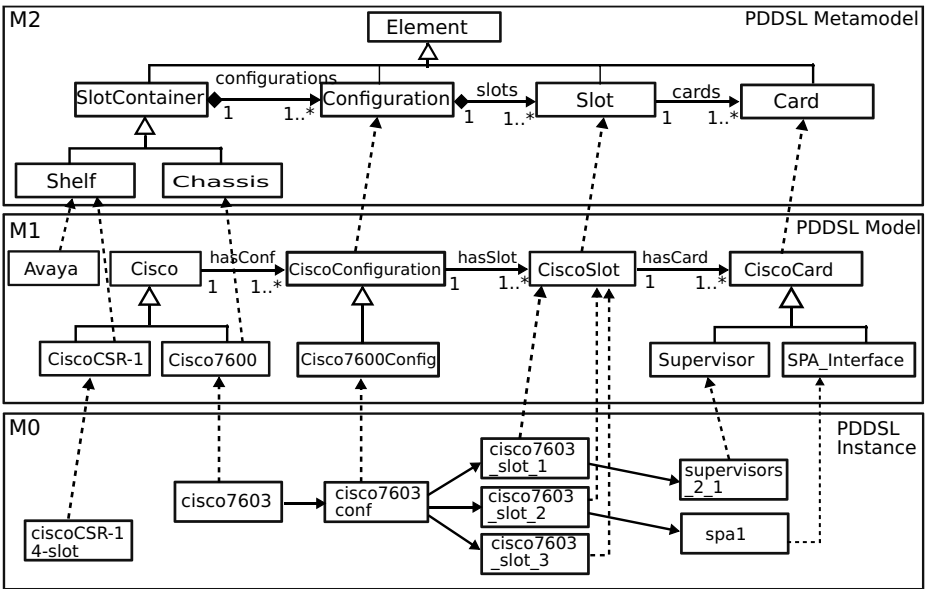 M2
PDDSL Metamodel
Element
configurations
SlotContainer
1
1..*
Configuration
slots
1
1..*
Slot
cards
1
1..*
Card
Shelf
Chassis
M1
PDDSL Model
Avaya
Cisco
hasConf
1
1..*
CiscoConfiguration
hasSlot
1
1..*
CiscoSlot
hasCard
1
1..*
CiscoCard
CiscoCSR-1
Cisco7600
Cisco7600Config
Supervisor
SPA_Interface
M0
PDDSL
Instance
cisco7603
_slot_1
cisco7603
cisco7603
conf
cisco7603
_slot_2
supervisors
_2_1
ciscoCSR-1
4-slot
cisco7603
_slot_3
spa1